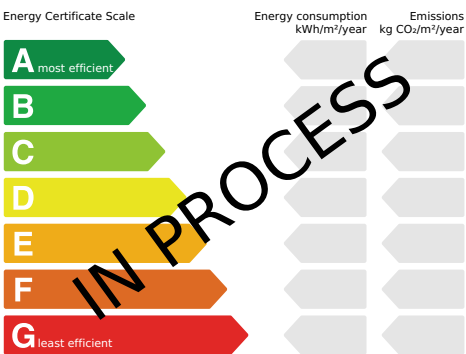 Energy Certificate Scale
Energy consumption
kWh/m²/year
Emissions
kg CO₂/m²/year
A most efficient
B
C
D
E
F
G least efficient
IN PROCESS